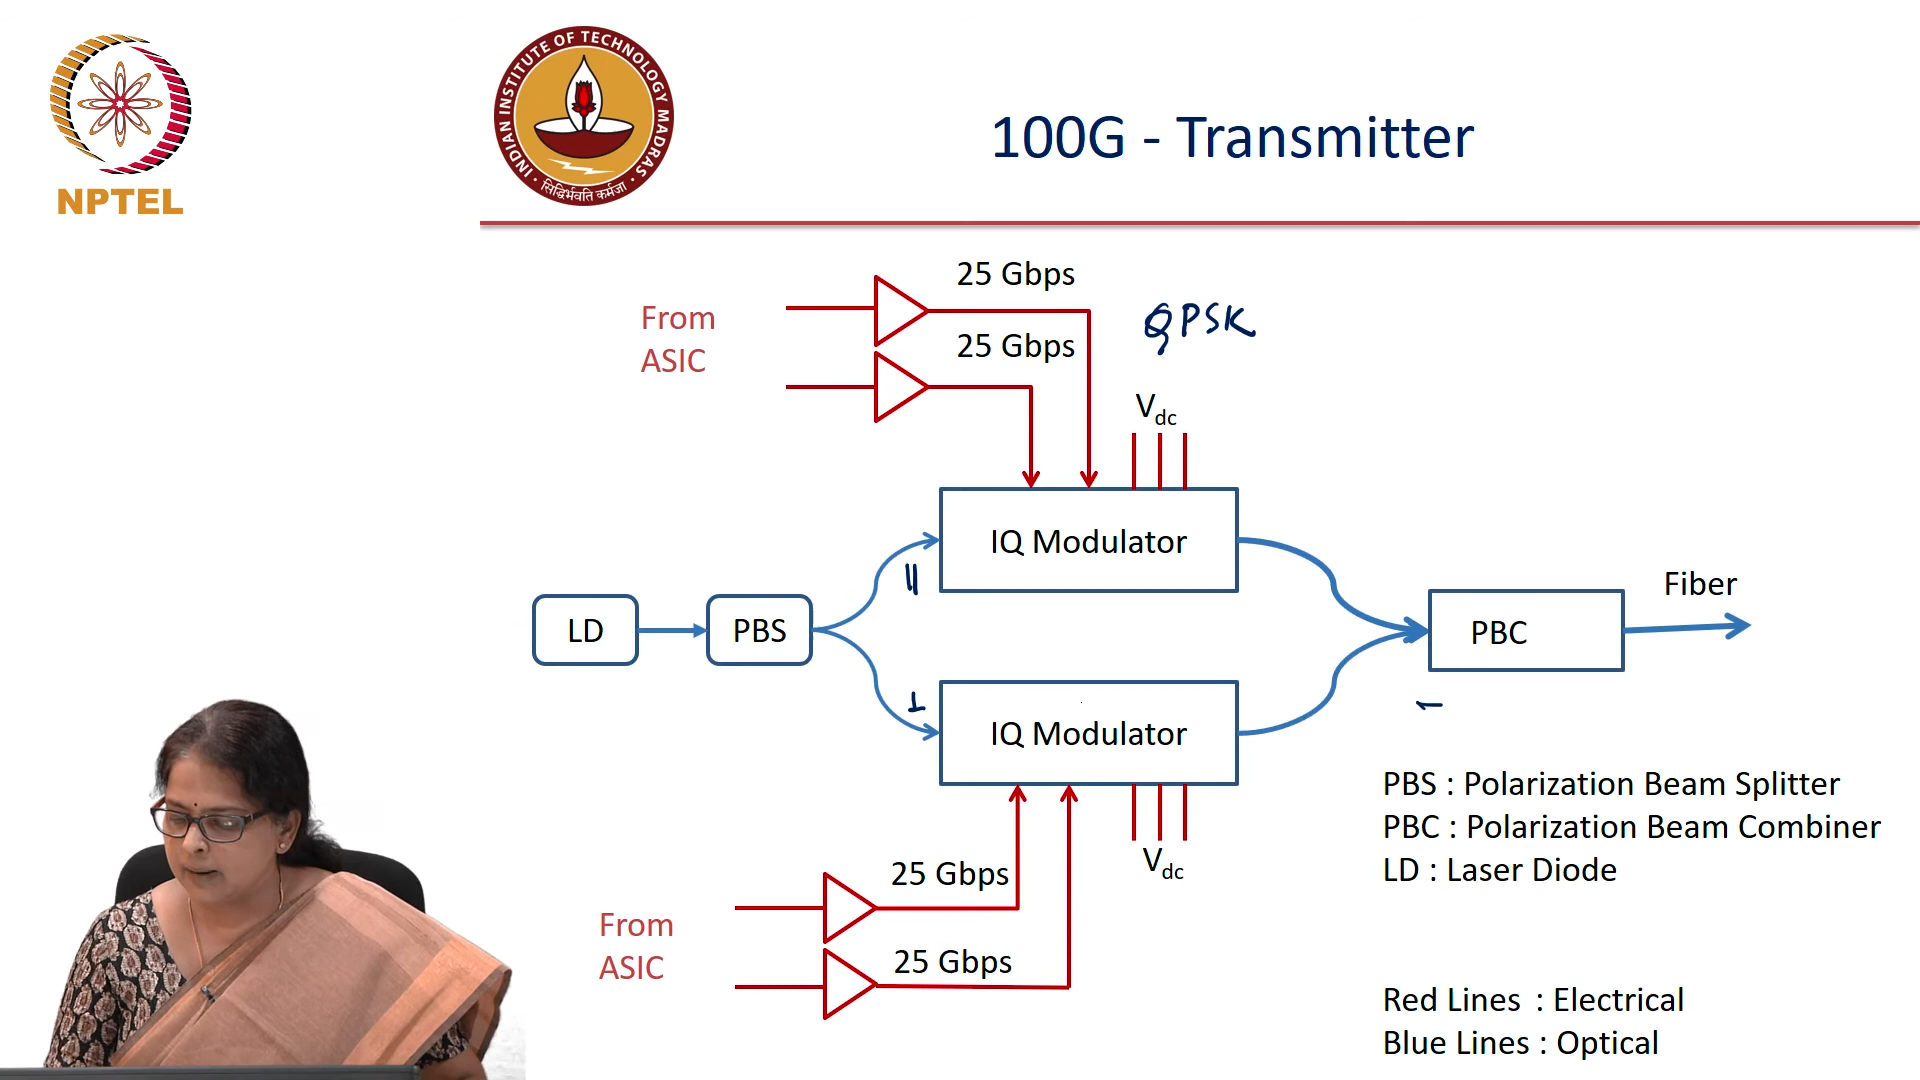 NPTEL
INDIAN INSTITUTE OF TECHNOLOGY MADRAS
सिद्धिर्भवति कर्मजा
100G - Transmitter
25 Gbps
From
ASIC
25 Gbps
QPSK
Vdc
IQ Modulator
||
Fiber
LD
PBS
PBC
⊥
IQ Modulator
PBS : Polarization Beam Splitter
PBC : Polarization Beam Combiner
LD : Laser Diode
Vdc
25 Gbps
From
ASIC
25 Gbps
Red Lines : Electrical
Blue Lines : Optical